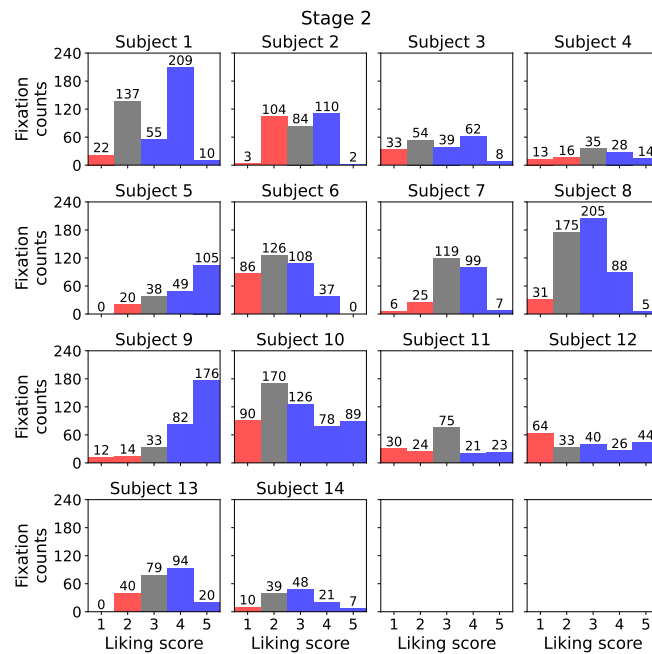 Stage 2
Subject 1 Subject 2 Subject 3 Subject 4
Fixation counts
240
180
120
60
0
22 137 55 209 10
3 104 84 110 2
33 54 39 62 8
13 16 35 28 14
Subject 5 Subject 6 Subject 7 Subject 8
Fixation counts
240
180
120
60
0
0 20 38 49 105
86 126 108 37 0
6 25 119 99 7
31 175 205 88 5
Subject 9 Subject 10 Subject 11 Subject 12
Fixation counts
240
180
120
60
0
12 14 33 82 176
90 170 126 78 89
30 24 75 21 23
64 33 40 26 44
Subject 13 Subject 14
Fixation counts
240
180
120
60
0
0 40 79 94 20
10 39 48 21 7
1 2 3 4 5 1 2 3 4 5 1 2 3 4 5 1 2 3 4 5
Liking score Liking score Liking score Liking score